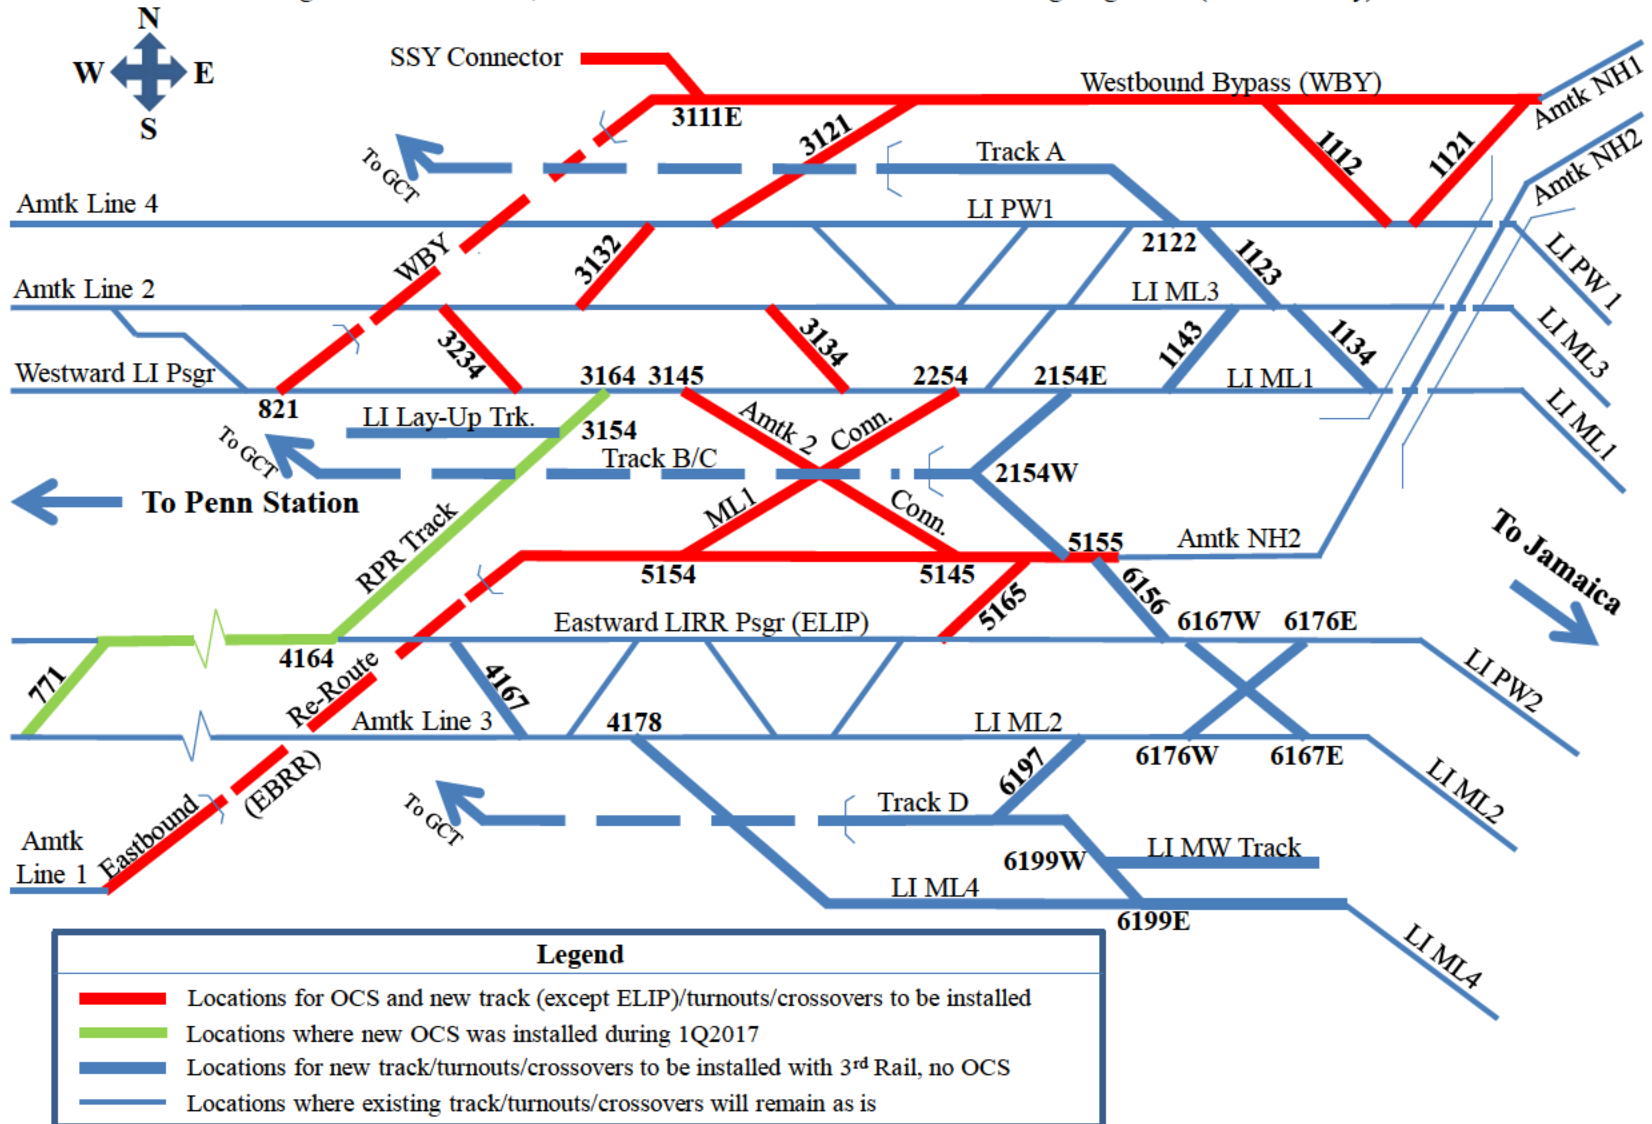 N
W E
S
SSY Connector
Westbound Bypass (WBY)
Amtk NH1
3111E
3121
1112
1121
Amtk NH2
To GCT
Track A
Amtk Line 4
LI PW1
WBY
3132
2122
1123
LI PW 1
Amtk Line 2
LI ML3
3234
3134
1143
1134
LI ML3
Westward LI Psgr
3164 3145
2254
2154E
LI ML1
LI ML1
821
LI Lay-Up Trk.
3154
Amtk 2
Conn.
To GCT
Track B/C
2154W
To Penn Station
ML1
Conn.
RPR Track
5155
Amtk NH2
To Jamaica
5154
5145
5165
6156
Eastward LIRR Psgr (ELIP)
6167W 6176E
4164
771
4167
LI PW2
Re-Route
Amtk Line 3
4178
LI ML2
6176W 6167E
6197
LI ML2
Eastbound
(EBRR)
To GCT
Track D
Amtk
Line 1
6199W
LI MW Track
LI ML4
6199E
LI ML4
Legend
Locations for OCS and new track (except ELIP)/turnouts/crossovers to be installed
Locations where new OCS was installed during 1Q2017
Locations for new track/turnouts/crossovers to be installed with 3rd Rail, no OCS
Locations where existing track/turnouts/crossovers will remain as is